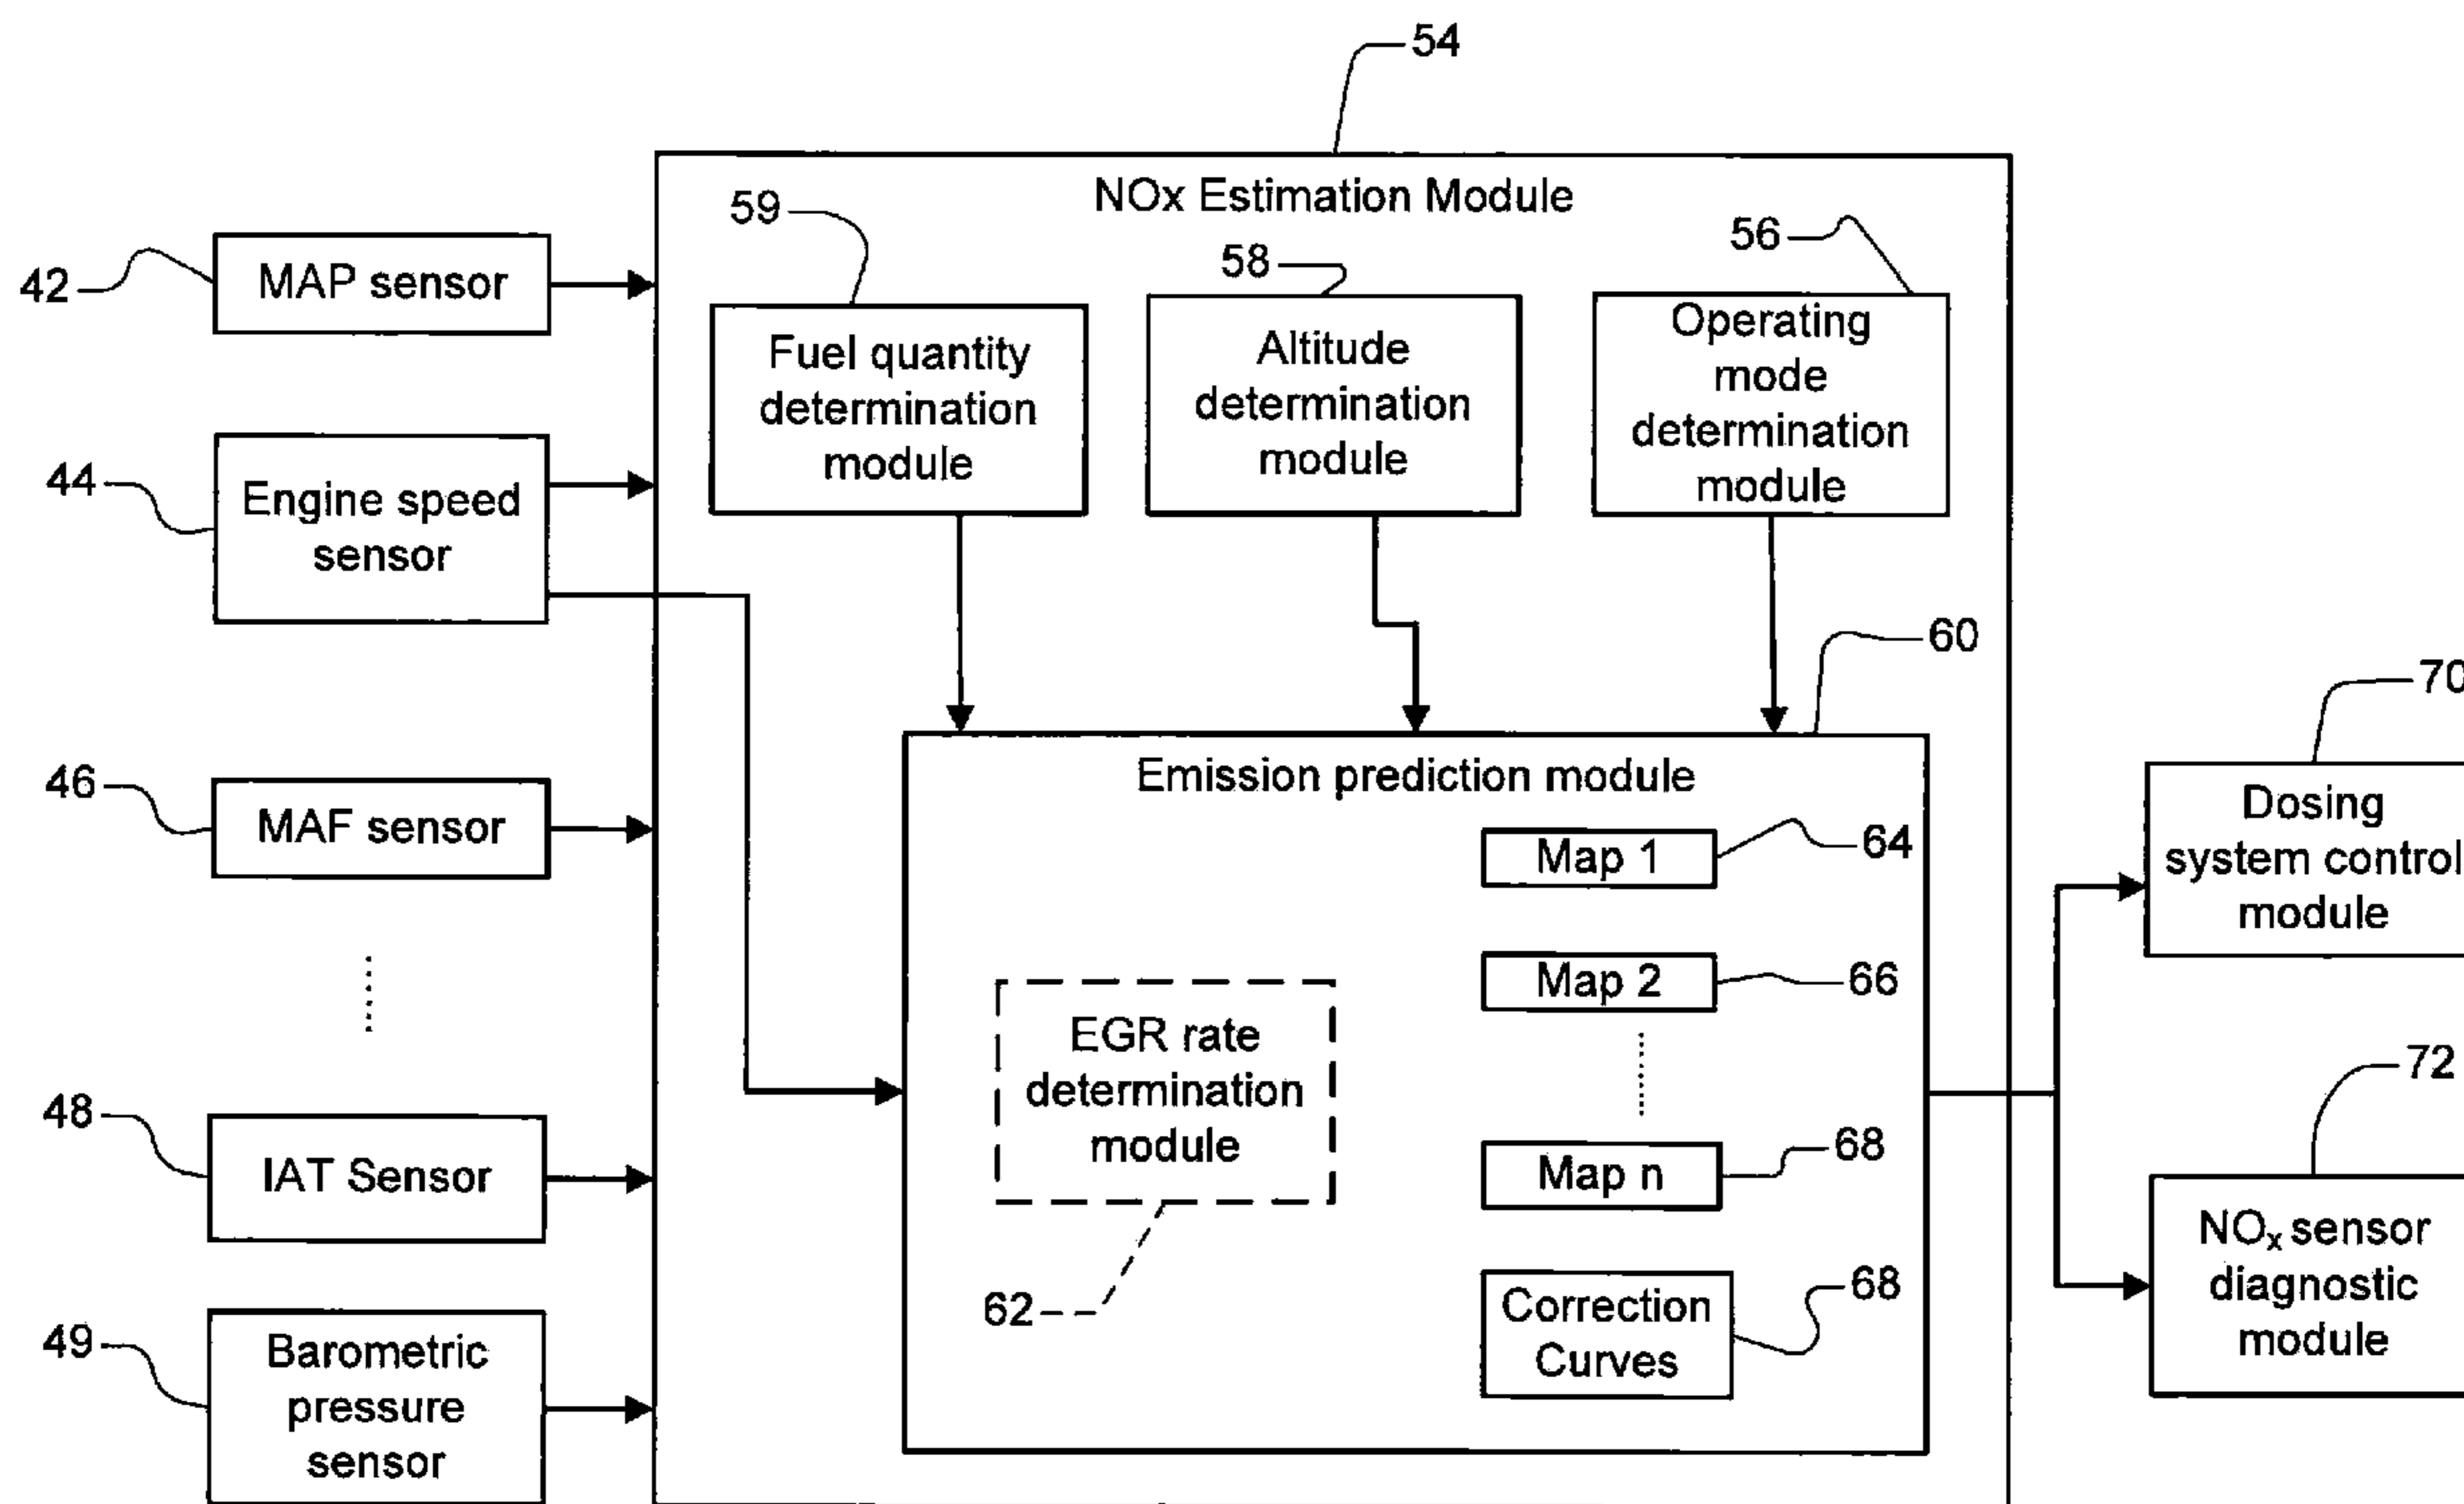 54
NOx Estimation Module
59
58
56
42
MAP sensor
Fuel quantity
determination
module
Altitude
determination
module
Operating
mode
determination
module
44
Engine speed
sensor
60
70
Emission prediction module
46
MAF sensor
Map 1
64
Dosing
system control
module
Map 2
66
EGR rate
determination
module
72
48
IAT Sensor
Map n
68
NOx sensor
diagnostic
module
62
Correction
Curves
68
49
Barometric
pressure
sensor